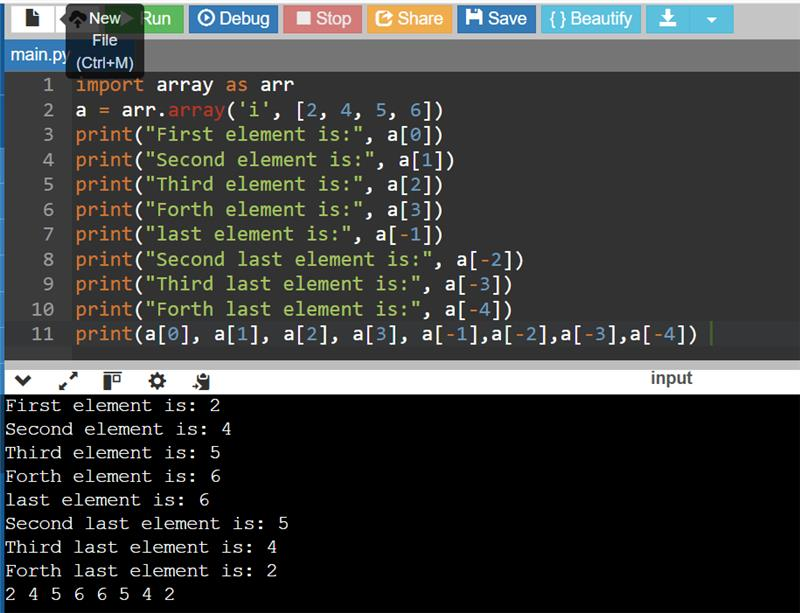 New Run Debug Stop Share Save { } Beautify
File
main.py (Ctrl+M)
1 import array as arr
2 a = arr.array('i', [2, 4, 5, 6])
3 print("First element is:", a[0])
4 print("Second element is:", a[1])
5 print("Third element is:", a[2])
6 print("Forth element is:", a[3])
7 print("last element is:", a[-1])
8 print("Second last element is:", a[-2])
9 print("Third last element is:", a[-3])
10 print("Forth last element is:", a[-4])
11 print(a[0], a[1], a[2], a[3], a[-1],a[-2],a[-3],a[-4])
input
First element is: 2
Second element is: 4
Third element is: 5
Forth element is: 6
last element is: 6
Second last element is: 5
Third last element is: 4
Forth last element is: 2
2 4 5 6 6 5 4 2